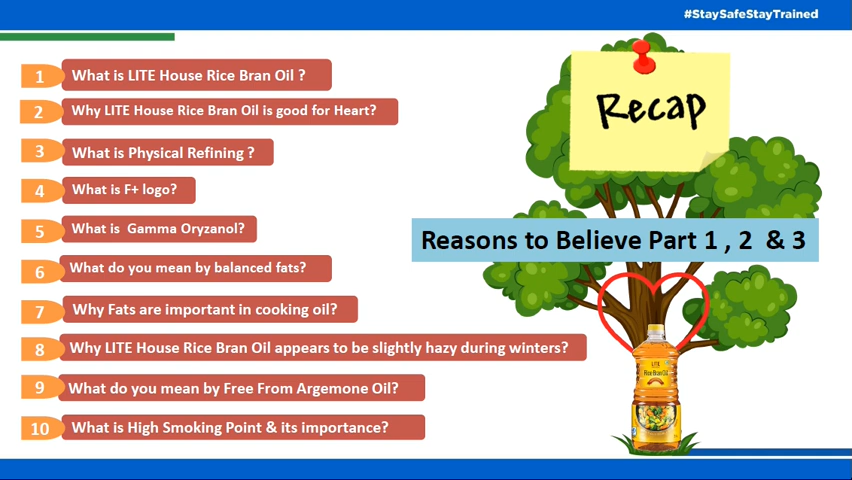 #StaySafeStayTrained
1 What is LITE House Rice Bran Oil ?
2 Why LITE House Rice Bran Oil is good for Heart?
3 What is Physical Refining ?
4 What is F+ logo?
5 What is Gamma Oryzanol?
6 What do you mean by balanced fats?
7 Why Fats are important in cooking oil?
8 Why LITE House Rice Bran Oil appears to be slightly hazy during winters?
9 What do you mean by Free From Argemone Oil?
10 What is High Smoking Point & its importance?
Recap
Reasons to Believe Part 1 , 2 & 3
LITE
Rice Bran Oil